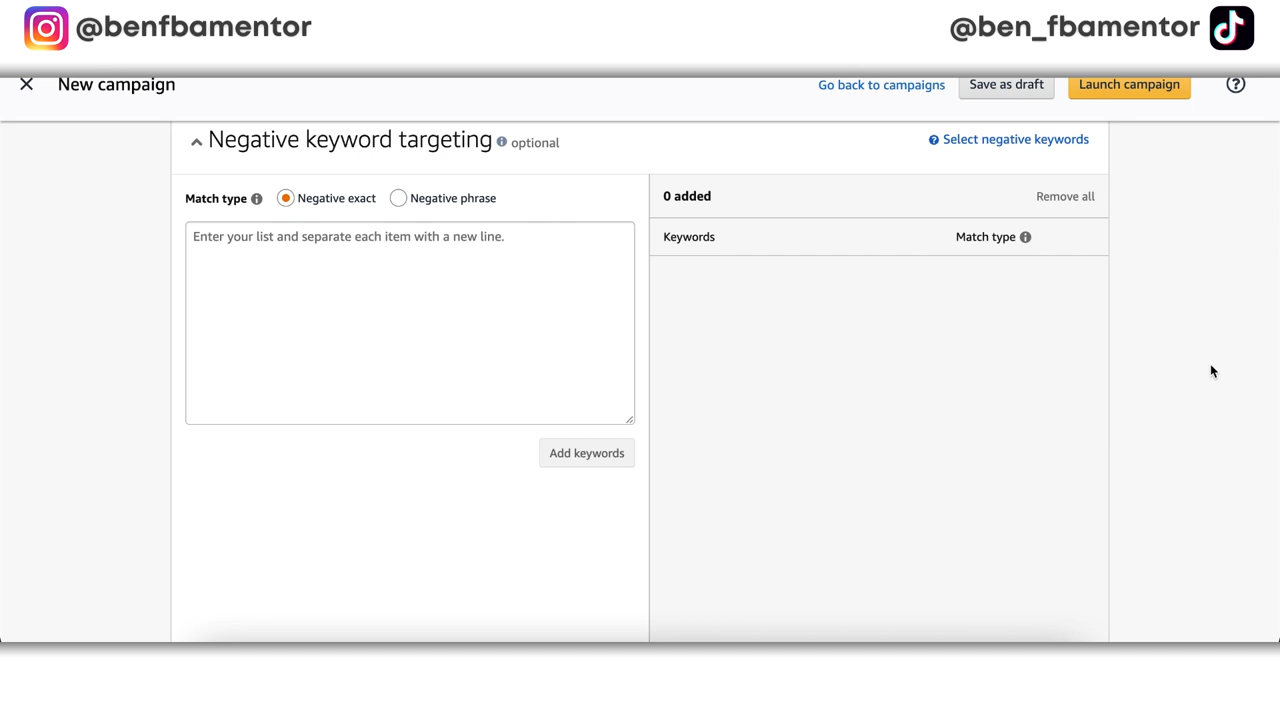 @benfbamentor
@ben_fbamentor
New campaign
Go back to campaigns
Save as draft
Launch campaign
Negative keyword targeting optional
Select negative keywords
Match type
Negative exact
Negative phrase
0 added
Remove all
Enter your list and separate each item with a new line.
Keywords
Match type
Add keywords